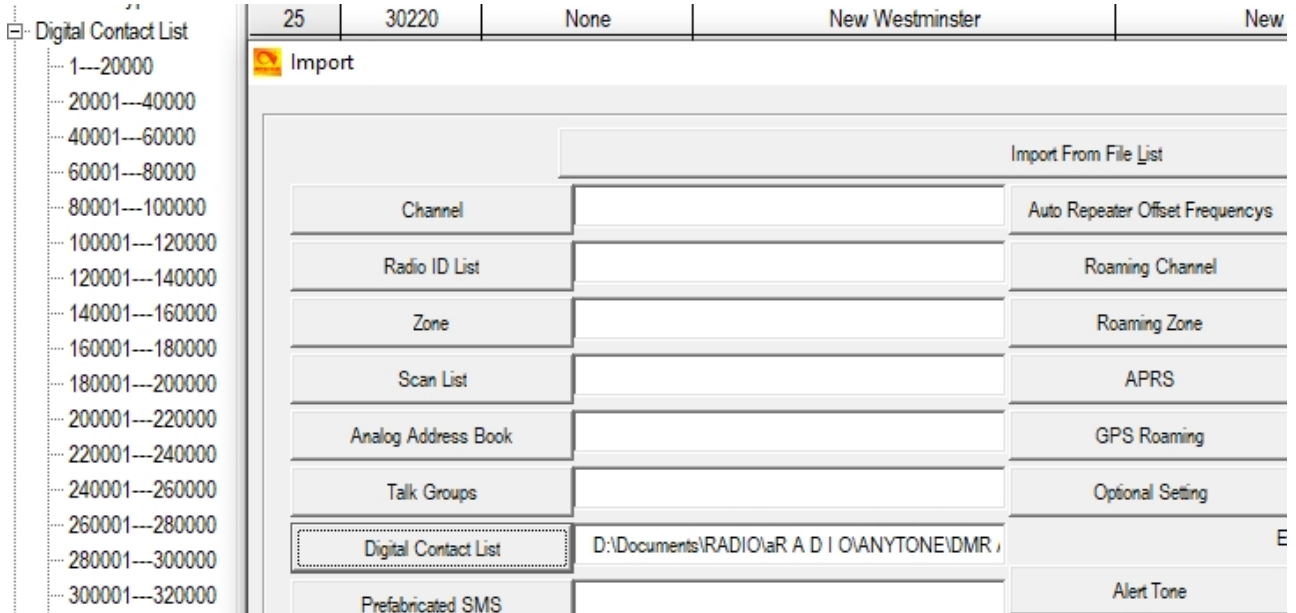 Digital Contact List
1---20000
20001---40000
40001---60000
60001---80000
80001---100000
100001---120000
120001---140000
140001---160000
160001---180000
180001---200000
200001---220000
220001---240000
240001---260000
260001---280000
280001---300000
300001---320000
25 30220 None New Westminster New
Import
Import From File List
Channel Auto Repeater Offset Frequencys
Radio ID List Roaming Channel
Zone Roaming Zone
Scan List APRS
Analog Address Book GPS Roaming
Talk Groups Optional Setting
Digital Contact List D:\Documents\RADIO\aR A D I O\ANYTONE\DMR
Prefabricated SMS Alert Tone